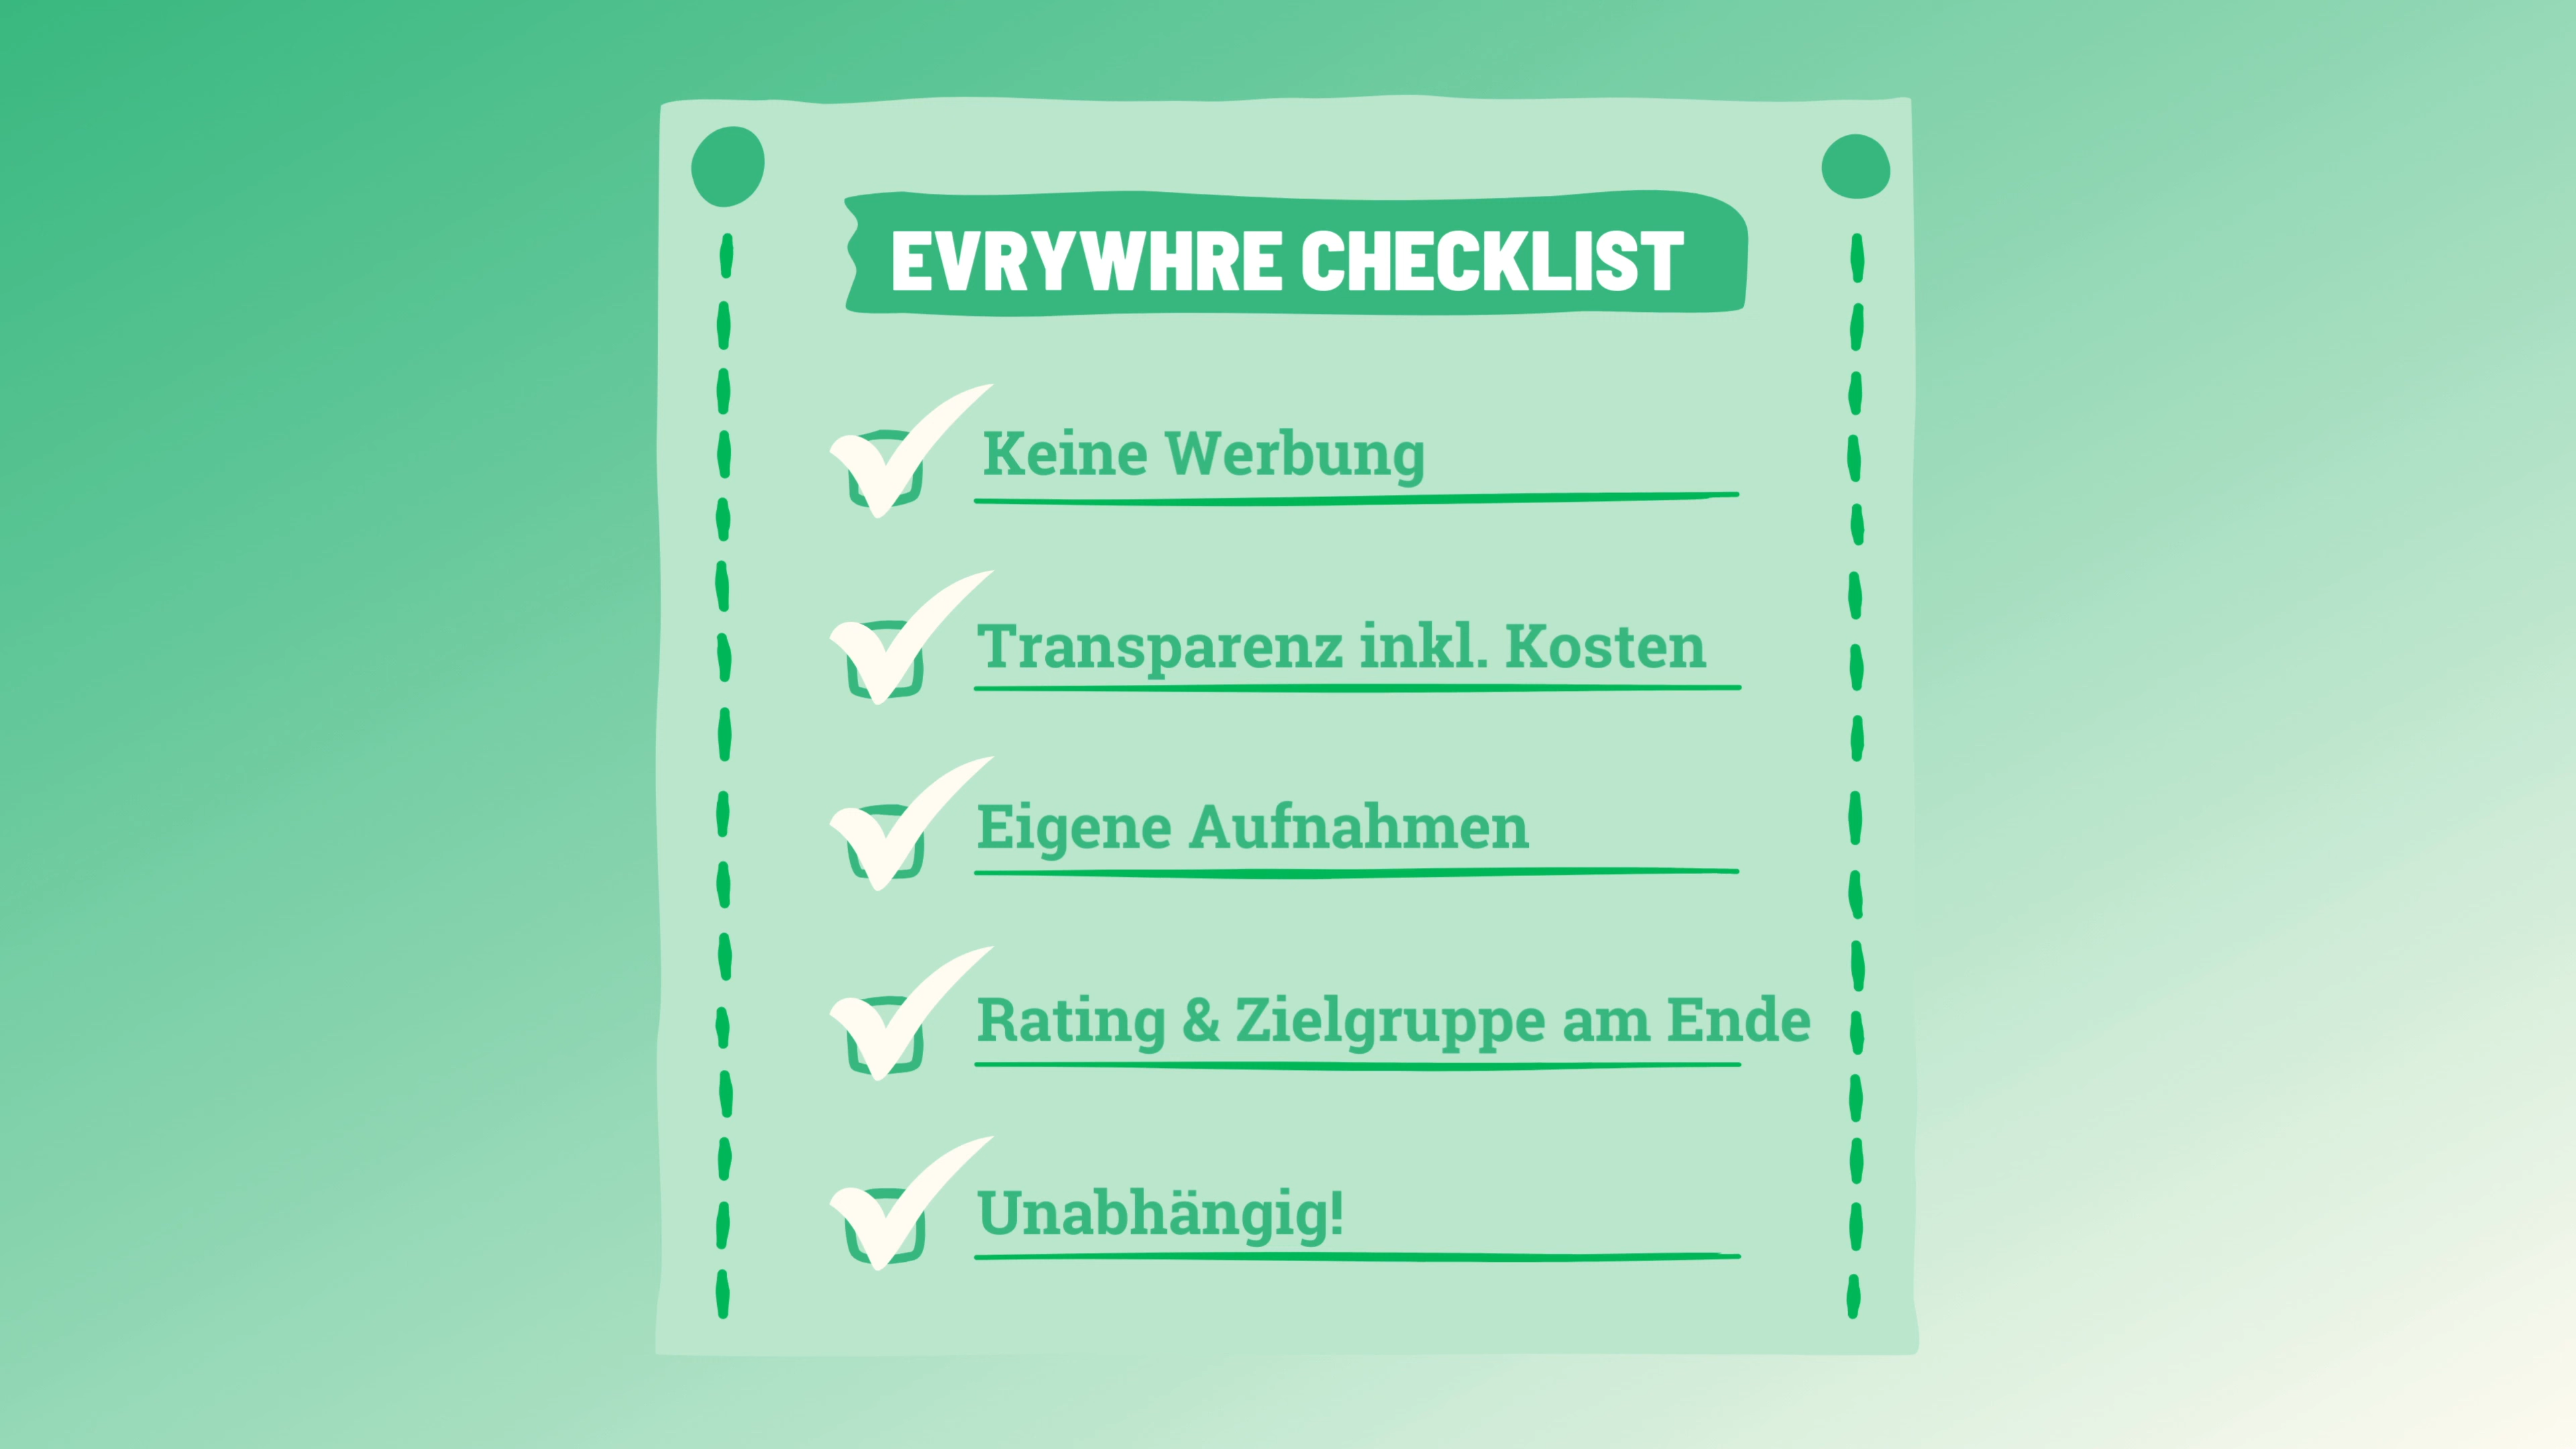 EVRYWHRE CHECKLIST
Keine Werbung
Transparenz inkl. Kosten
Eigene Aufnahmen
Rating & Zielgruppe am Ende
Unabhängig!